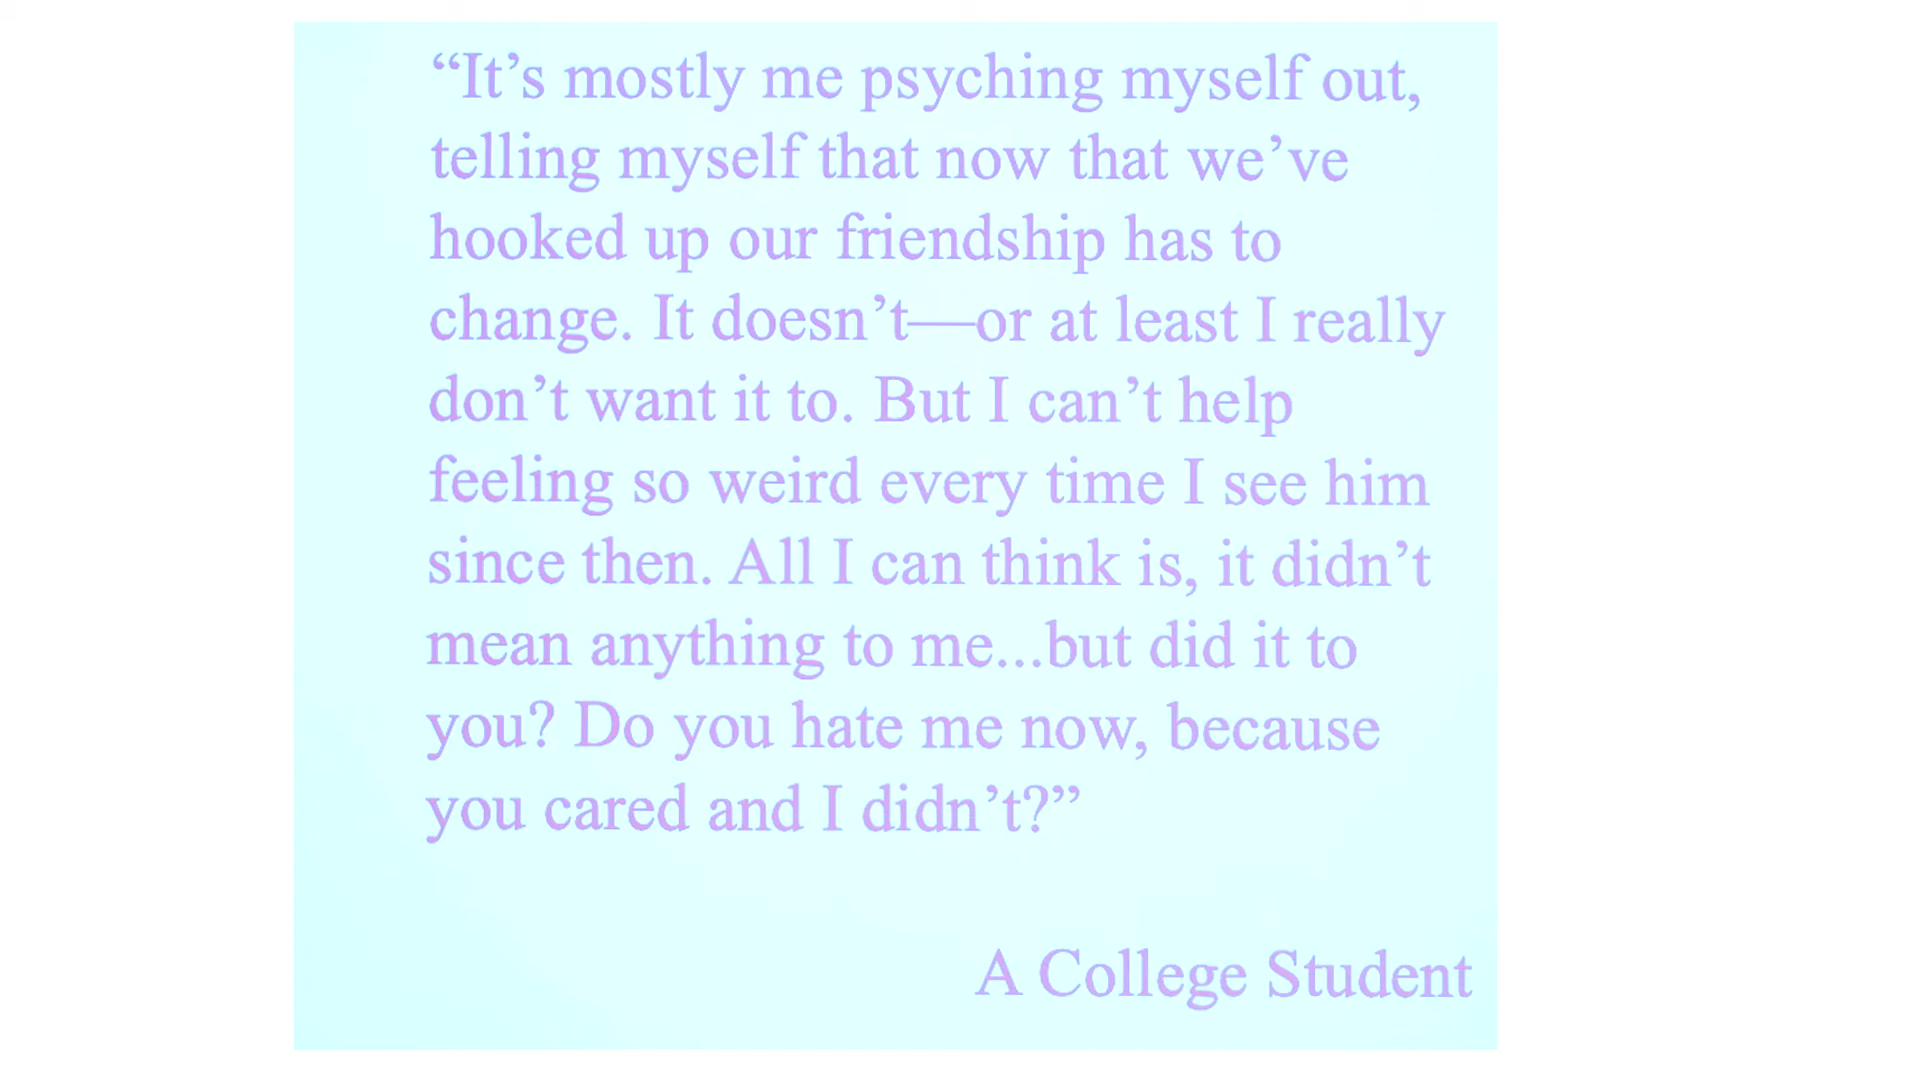 “It’s mostly me psyching myself out,
telling myself that now that we’ve
hooked up our friendship has to
change. It doesn’t—or at least I really
don’t want it to. But I can’t help
feeling so weird every time I see him
since then. All I can think is, it didn’t
mean anything to me...but did it to
you? Do you hate me now, because
you cared and I didn’t?”
A College Student